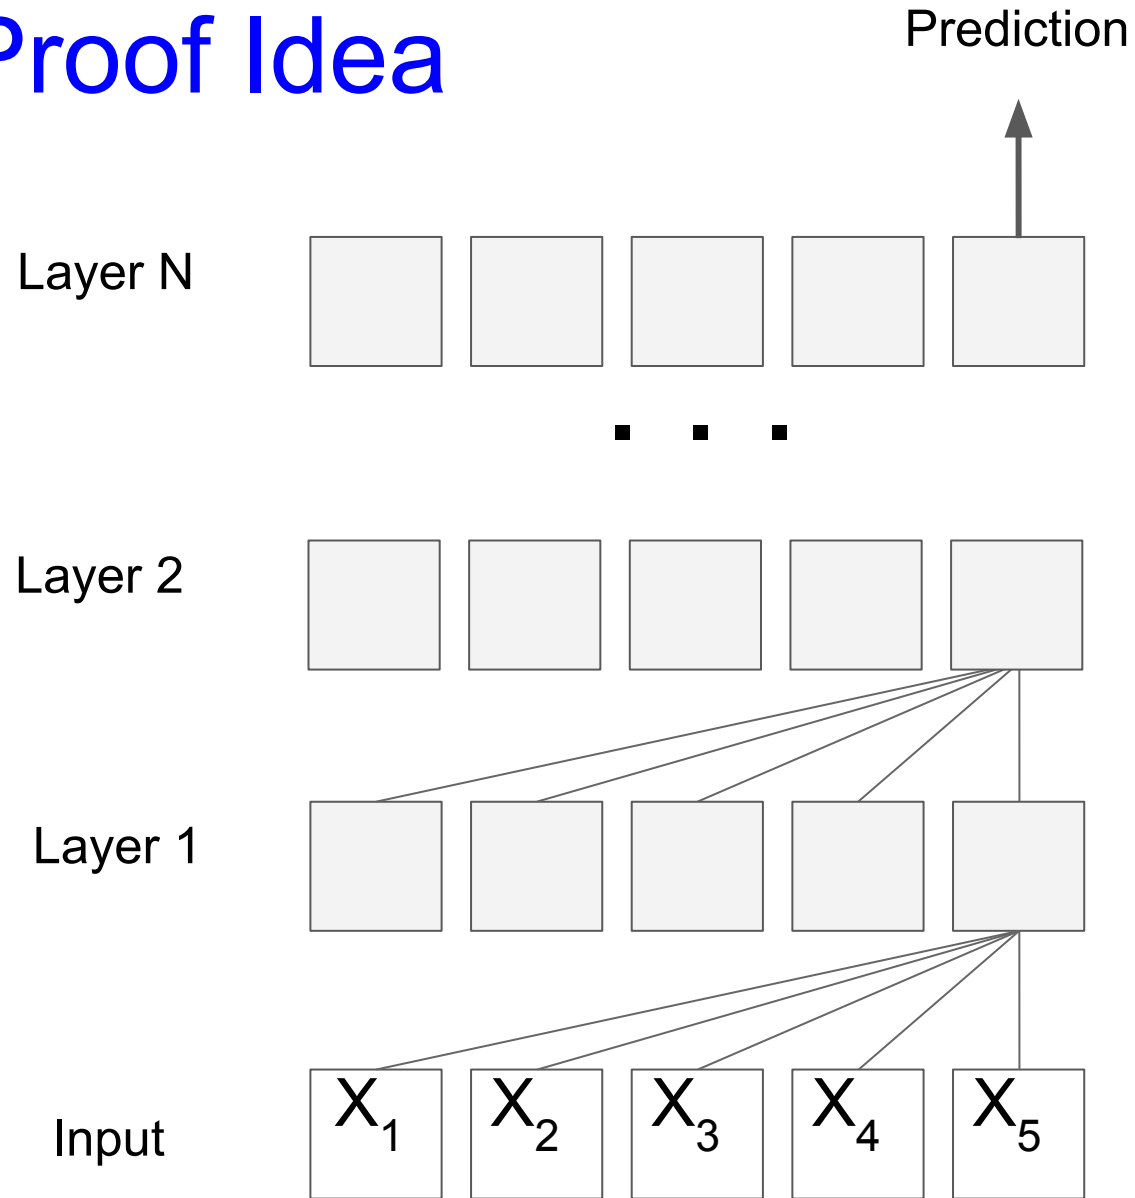 Proof Idea
Prediction
Layer N
. . .
Layer 2
Layer 1
Input
X₁ X₂ X₃ X₄ X₅